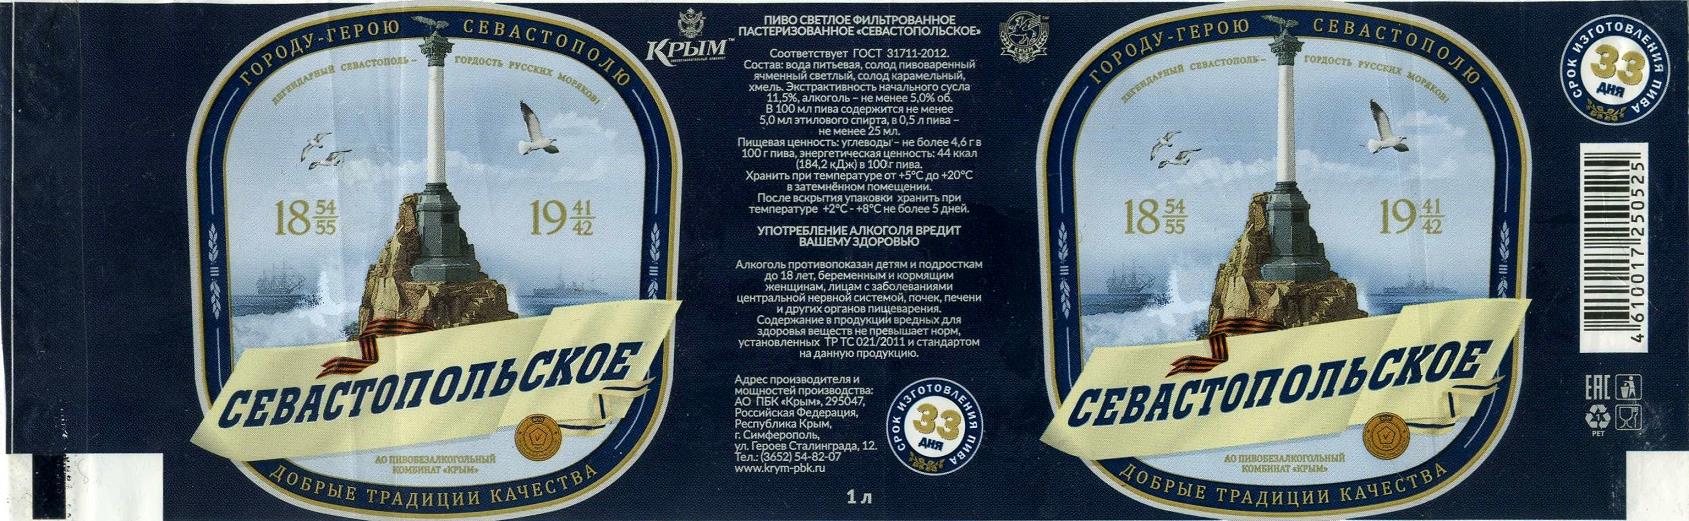 ГОРОДУ-ГЕРОЮ СЕВАСТОПОЛЮ
ЛЕГЕНДАРНЫЙ СЕВАСТОПОЛЬ – ГОРДОСТЬ РУССКИХ МОРЯКОВ!
18 54/55
19 41/42
СЕВАСТОПОЛЬСКОЕ
АО ПИВОБЕЗАЛКОГОЛЬНЫЙ
КОМБИНАТ «КРЫМ»
ДОБРЫЕ ТРАДИЦИИ КАЧЕСТВА
КРЫМ™
ПИВО СВЕТЛОЕ ФИЛЬТРОВАННОЕ
ПАСТЕРИЗОВАННОЕ «СЕВАСТОПОЛЬСКОЕ»
Соответствует ГОСТ 31711-2012.
Состав: вода питьевая, солод пивоваренный
ячменный светлый, солод карамельный,
хмель. Экстрактивность начального сусла
11,5%, алкоголь – не менее 5,0% об.
В 100 мл пива содержится не менее
5,0 мл этилового спирта, в 0,5 л пива –
не менее 25 мл.
Пищевая ценность: углеводы – не более 4,6 г в
100 г пива, энергетическая ценность: 44 ккал
(184,2 кДж) в 100 г пива.
Хранить при температуре от +5°С до +20°С
в затемнённом помещении.
После вскрытия упаковки хранить при
температуре +2°С - +8°С не более 5 дней.
УПОТРЕБЛЕНИЕ АЛКОГОЛЯ ВРЕДИТ
ВАШЕМУ ЗДОРОВЬЮ
Алкоголь противопоказан детям и подросткам
до 18 лет, беременным и кормящим
женщинам, лицам с заболеваниями
центральной нервной системой, почек, печени
и других органов пищеварения.
Содержание в продукции вредных для
здоровья веществ не превышает норм,
установленных ТР ТС 021/2011 и стандартом
на данную продукцию.
Адрес производителя и
мощностей производства:
АО ПБК «Крым», 295047,
Российская Федерация,
Республика Крым,
г. Симферополь,
ул. Героев Сталинграда, 12.
Тел.: (3652) 54-82-07
www.krym-pbk.ru
СРОК ИЗГОТОВЛЕНИЯ ПИВА
33
ДНЯ
1 л
КРЫМ
ГОРОДУ-ГЕРОЮ СЕВАСТОПОЛЮ
ЛЕГЕНДАРНЫЙ СЕВАСТОПОЛЬ – ГОРДОСТЬ РУССКИХ МОРЯКОВ!
18 54/55
19 41/42
СЕВАСТОПОЛЬСКОЕ
АО ПИВОБЕЗАЛКОГОЛЬНЫЙ
КОМБИНАТ «КРЫМ»
ДОБРЫЕ ТРАДИЦИИ КАЧЕСТВА
СРОК ИЗГОТОВЛЕНИЯ ПИВА
33
ДНЯ
4 610017 250525
EAC
1
PET